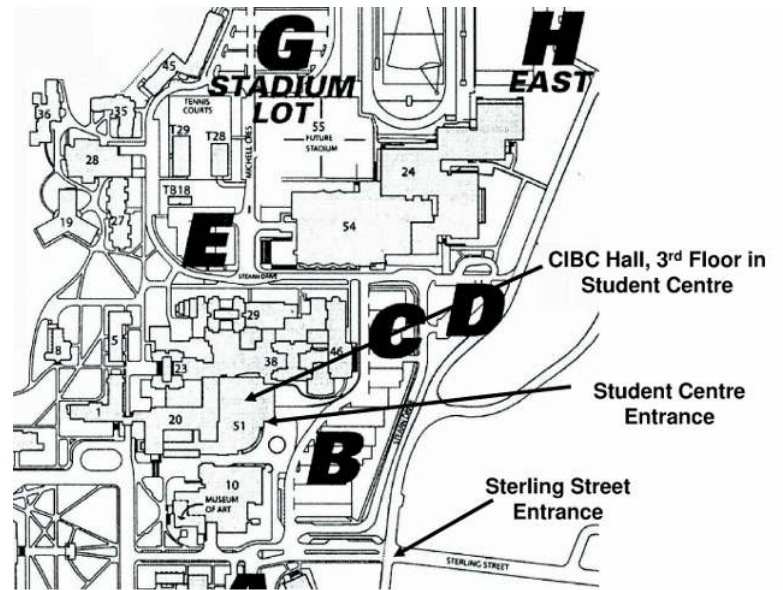 G
STADIUM
LOT
H
EAST
45
36
35
TENNIS
COURTS
T29
T28
55
FUTURE
STADIUM
28
24
TB18
19
27
54
E
STEARN DRIVE
CIBC Hall, 3rd Floor in
Student Centre
D
C
29
8
5
38
46
23
Student Centre
Entrance
1
20
51
B
10
MUSEUM
OF ART
Sterling Street
Entrance
STERLING STREET
A